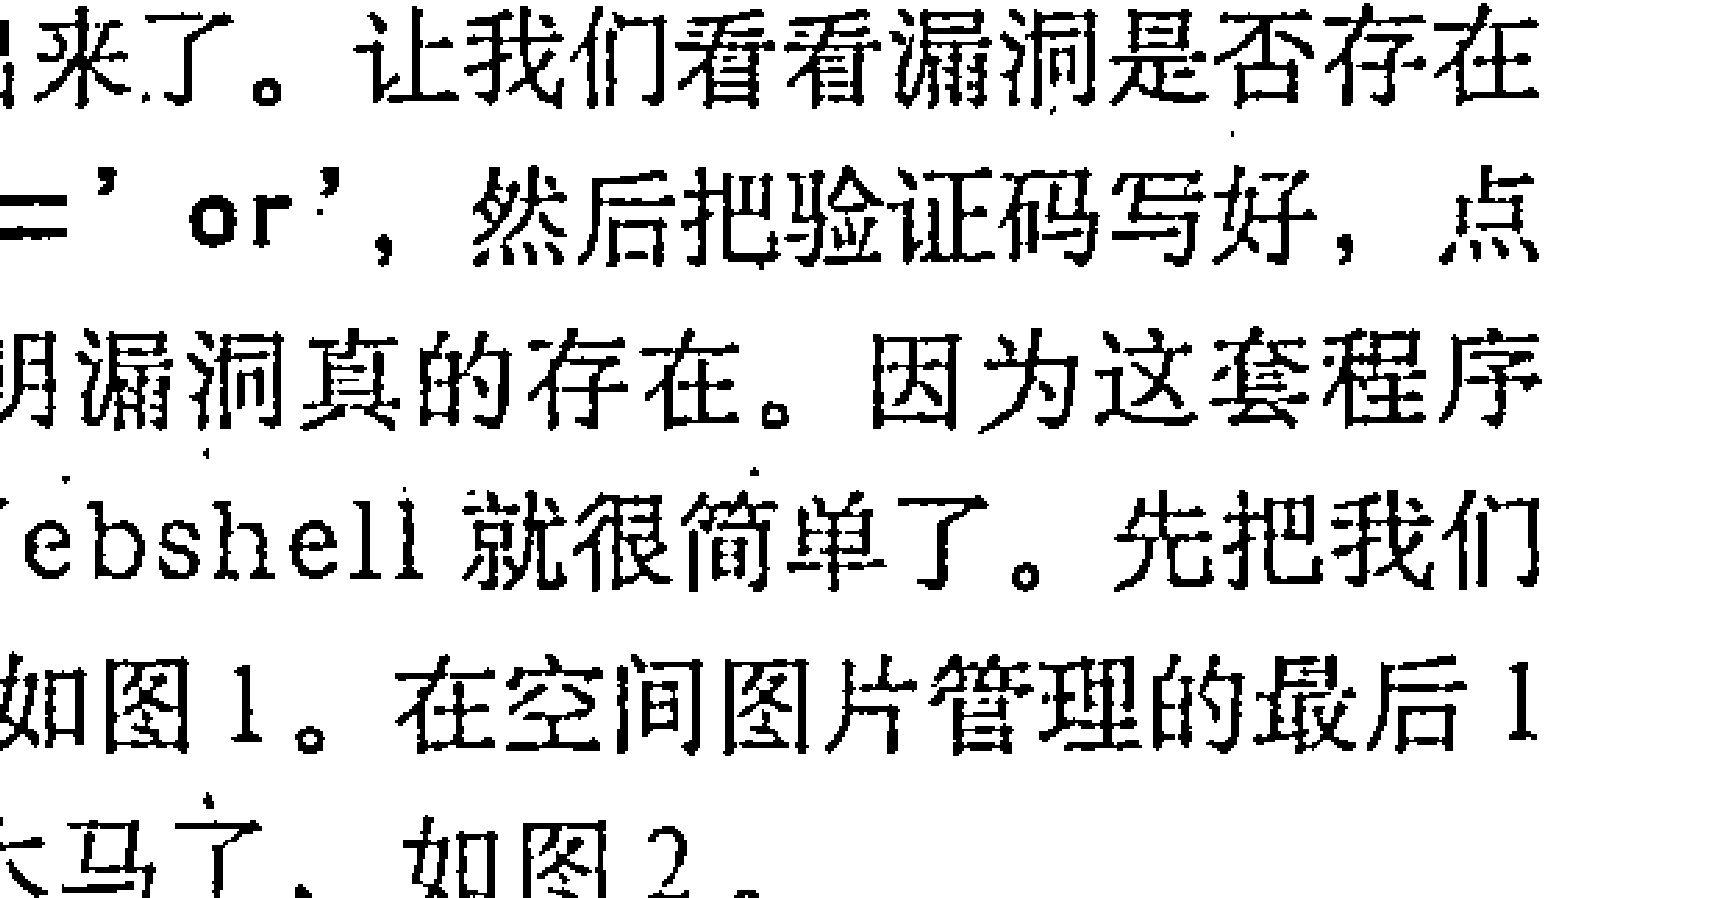 来了。让我们看看漏洞是否存在
=’ or’，然后把验证码写好，点
明漏洞真的存在。因为这套程序
ebshell 就很简单了。先把我们
如图 1。在空间图片管理的最后 1
马了，如图 2。